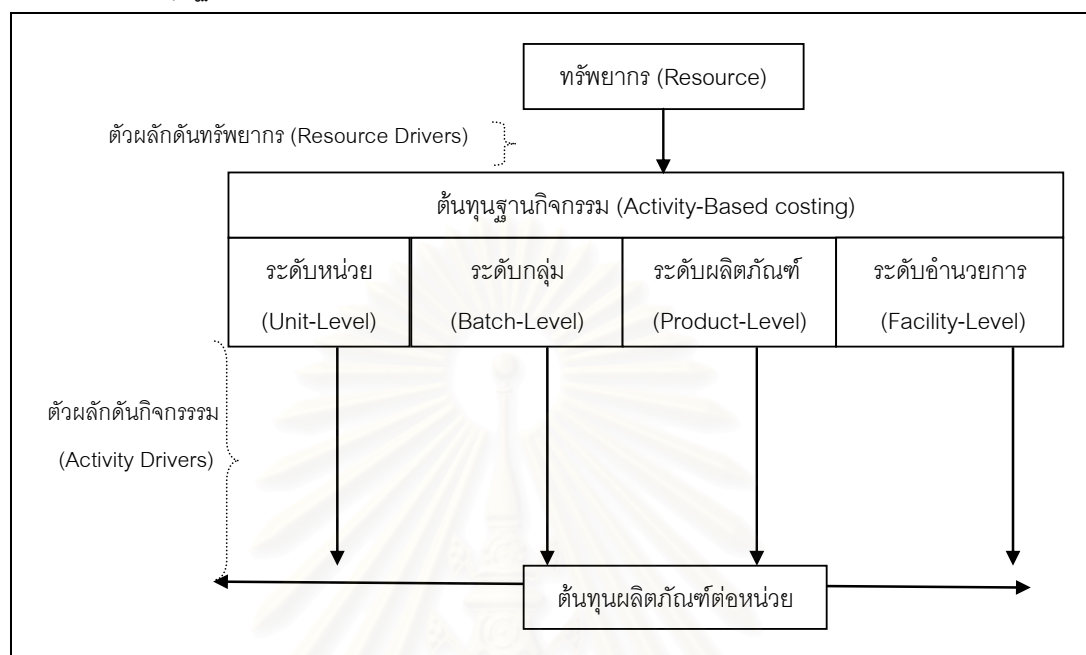 ทรัพยากร (Resource)
ตัวผลักดันทรัพยากร (Resource Drivers)
ต้นทุนฐานกิจกรรม (Activity-Based costing)
ระดับหน่วย
(Unit-Level)
ระดับกลุ่ม
(Batch-Level)
ระดับผลิตภัณฑ์
(Product-Level)
ระดับอำนวยการ
(Facility-Level)
ตัวผลักดันกิจกรรรม
(Activity Drivers)
ต้นทุนผลิตภัณฑ์ต่อหน่วย